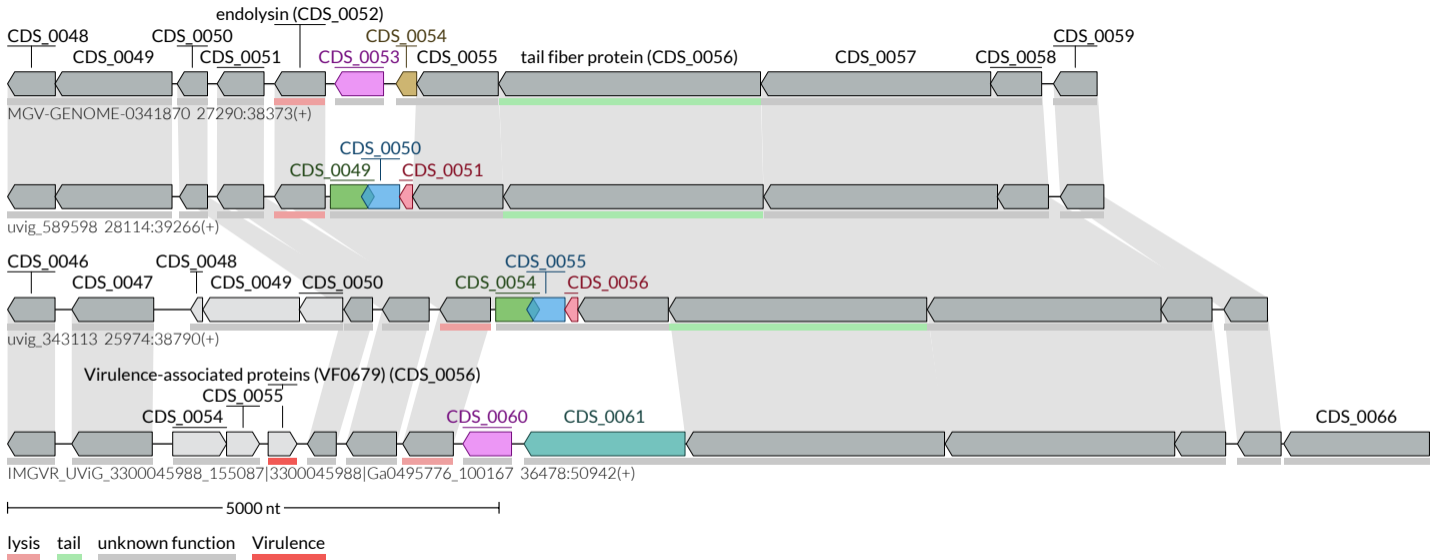 endolysin (CDS_0052)
CDS_0048 CDS_0050 CDS_0054 CDS_0059
CDS_0049 CDS_0051 CDS_0053 CDS_0055 tail fiber protein (CDS_0056) CDS_0057 CDS_0058
MGV-GENOME-0341870 27290:38373(+)
CDS_0050
CDS_0049 CDS_0051
uvig_589598 28114:39266(+)
CDS_0046 CDS_0048 CDS_0055
CDS_0047 CDS_0049 CDS_0050 CDS_0054 CDS_0056
uvig_343113 25974:38790(+)
Virulence-associated proteins (VF0679) (CDS_0056)
CDS_0055
CDS_0054 CDS_0060 CDS_0061 CDS_0066
IMGVR_UViG_3300045988_155087|3300045988|Ga0495776_100167 36478:50942(+)
5000 nt
lysis tail unknown function Virulence